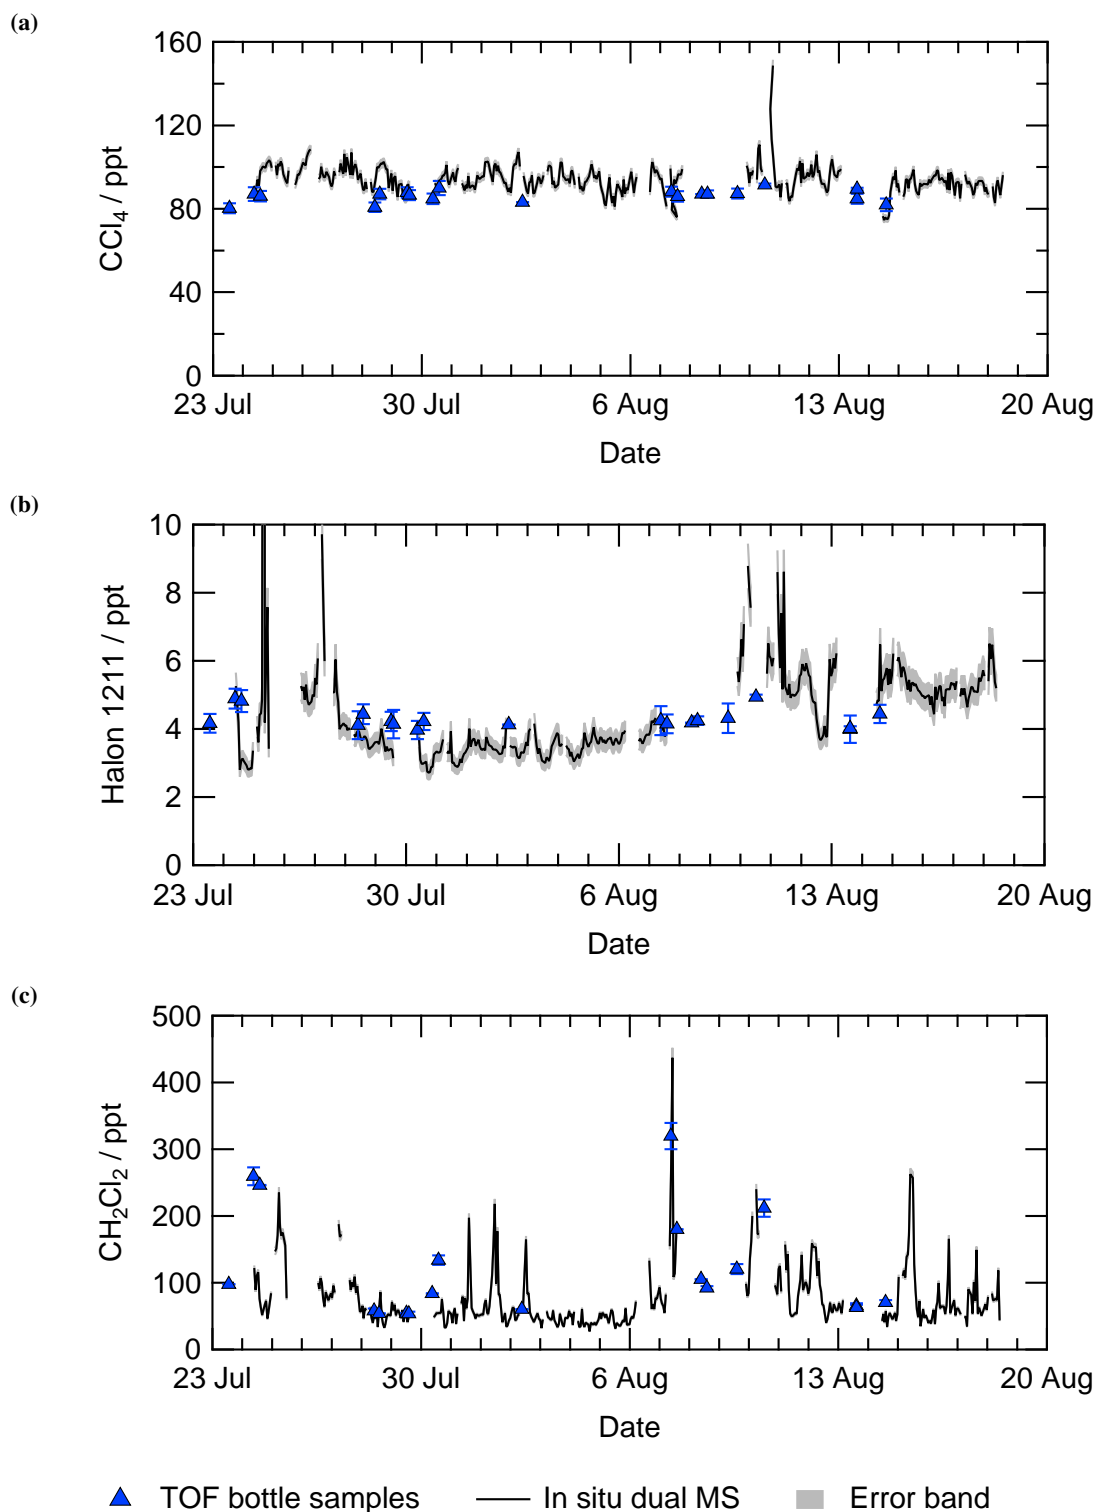 (a)
160
120
80
40
0
CCl₄ / ppt
23 Jul 30 Jul 6 Aug 13 Aug 20 Aug
Date
(b)
10
8
6
4
2
0
Halon 1211 / ppt
23 Jul 30 Jul 6 Aug 13 Aug 20 Aug
Date
(c)
500
400
300
200
100
0
CH₂Cl₂ / ppt
23 Jul 30 Jul 6 Aug 13 Aug 20 Aug
Date
TOF bottle samples In situ dual MS Error band